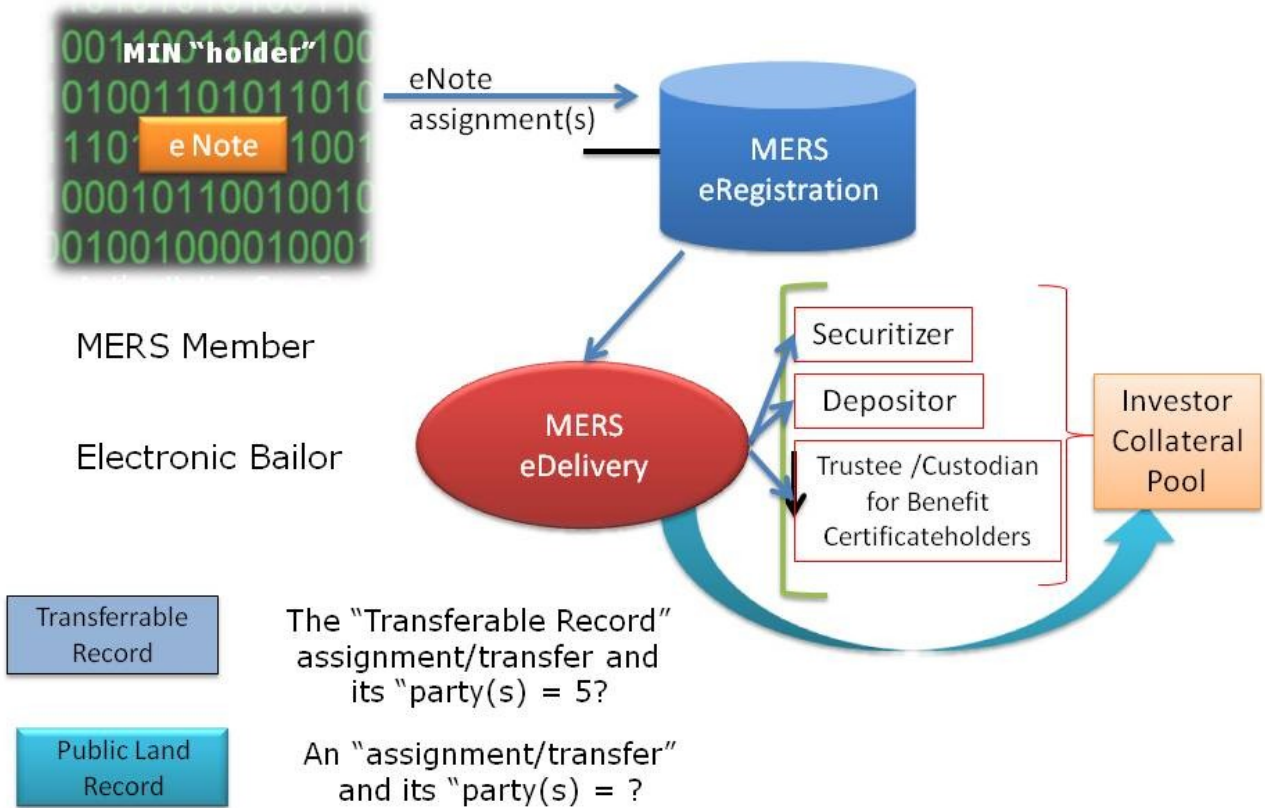 MIN “holder”
e Note
eNote
assignment(s)
MERS
eRegistration
MERS Member
Electronic Bailor
MERS
eDelivery
Securitizer
Depositor
Trustee /Custodian
for Benefit
Certificateholders
Investor
Collateral
Pool
Transferrable
Record
The “Transferable Record”
assignment/transfer and
its “party(s) = 5?
Public Land
Record
An “assignment/transfer”
and its “party(s) = ?